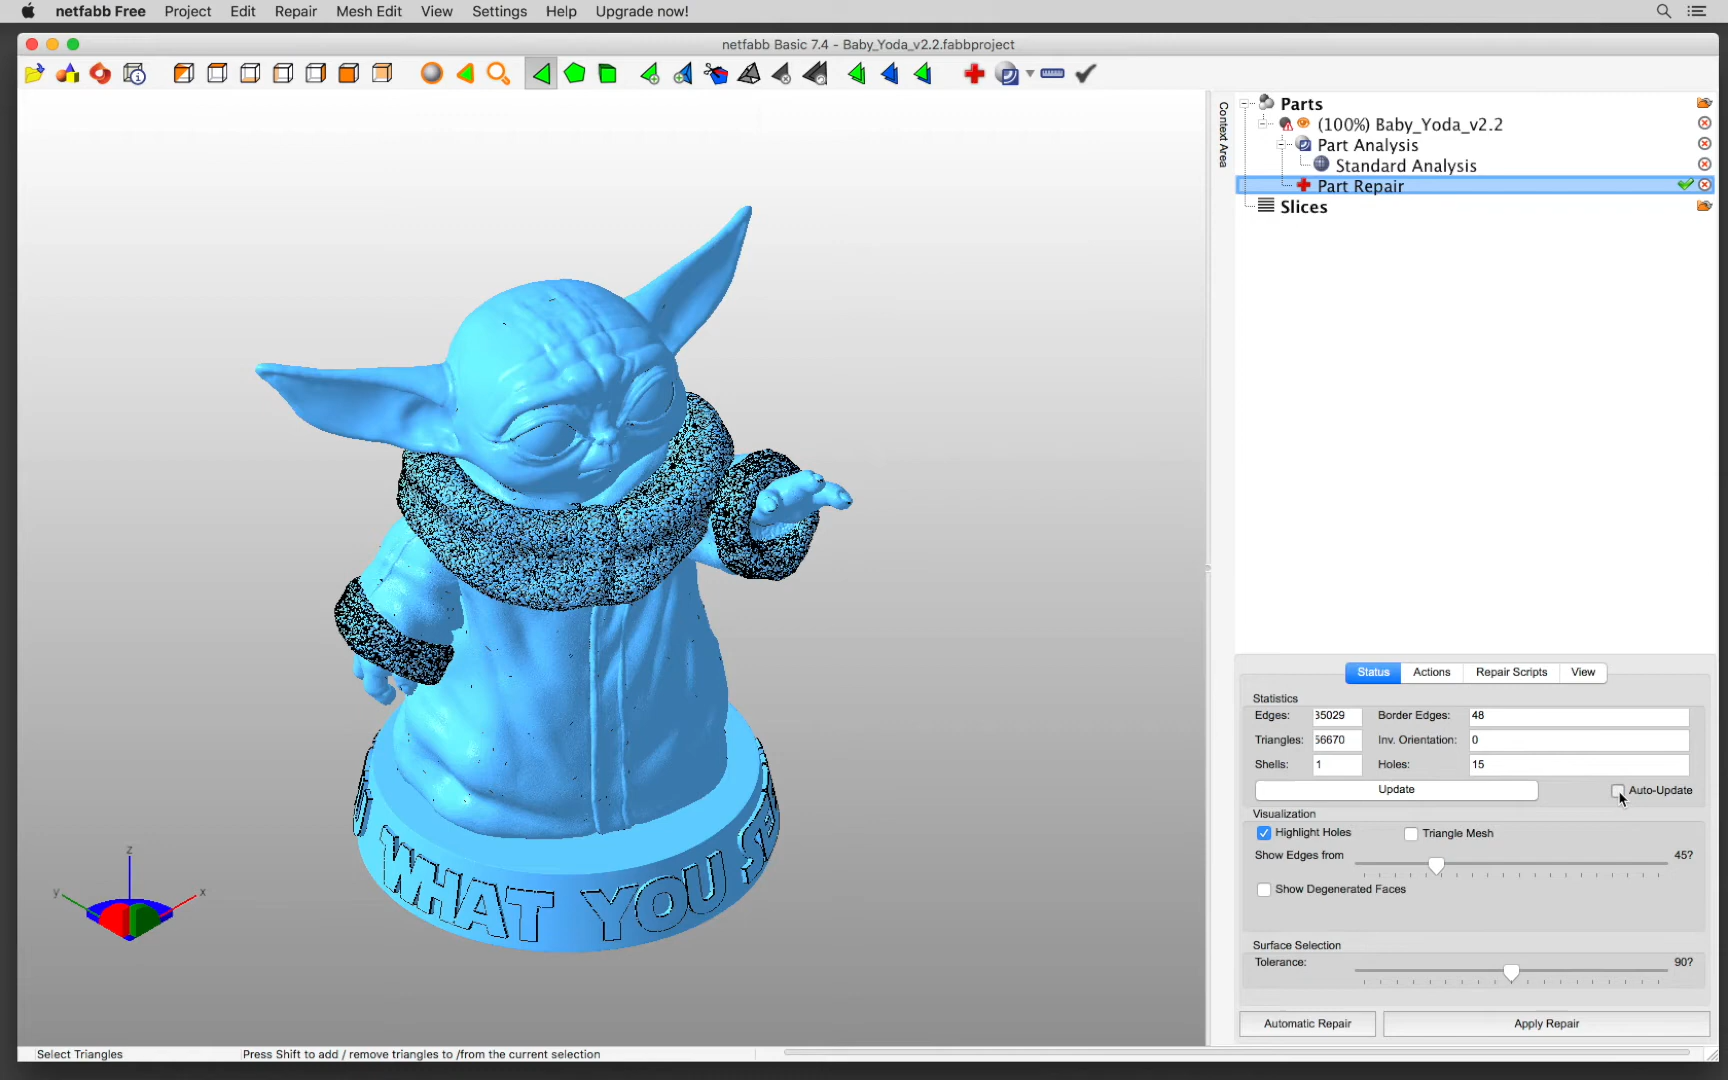 netfabb Free Project Edit Repair Mesh Edit View Settings Help Upgrade now!
netfabb Basic 7.4 - Baby_Yoda_v2.2.fabbproject
Context Area
Parts
(100%) Baby_Yoda_v2.2
Part Analysis
Standard Analysis
Part Repair
Slices
WHAT YOU SE
z
y
x
Status Actions Repair Scripts View
Statistics
Edges: 35029 Border Edges: 48
Triangles: 56670 Inv. Orientation: 0
Shells: 1 Holes: 15
Update Auto-Update
Visualization
Highlight Holes Triangle Mesh
Show Edges from 45?
Show Degenerated Faces
Surface Selection
Tolerance: 90?
Automatic Repair Apply Repair
Select Triangles Press Shift to add / remove triangles to /from the current selection